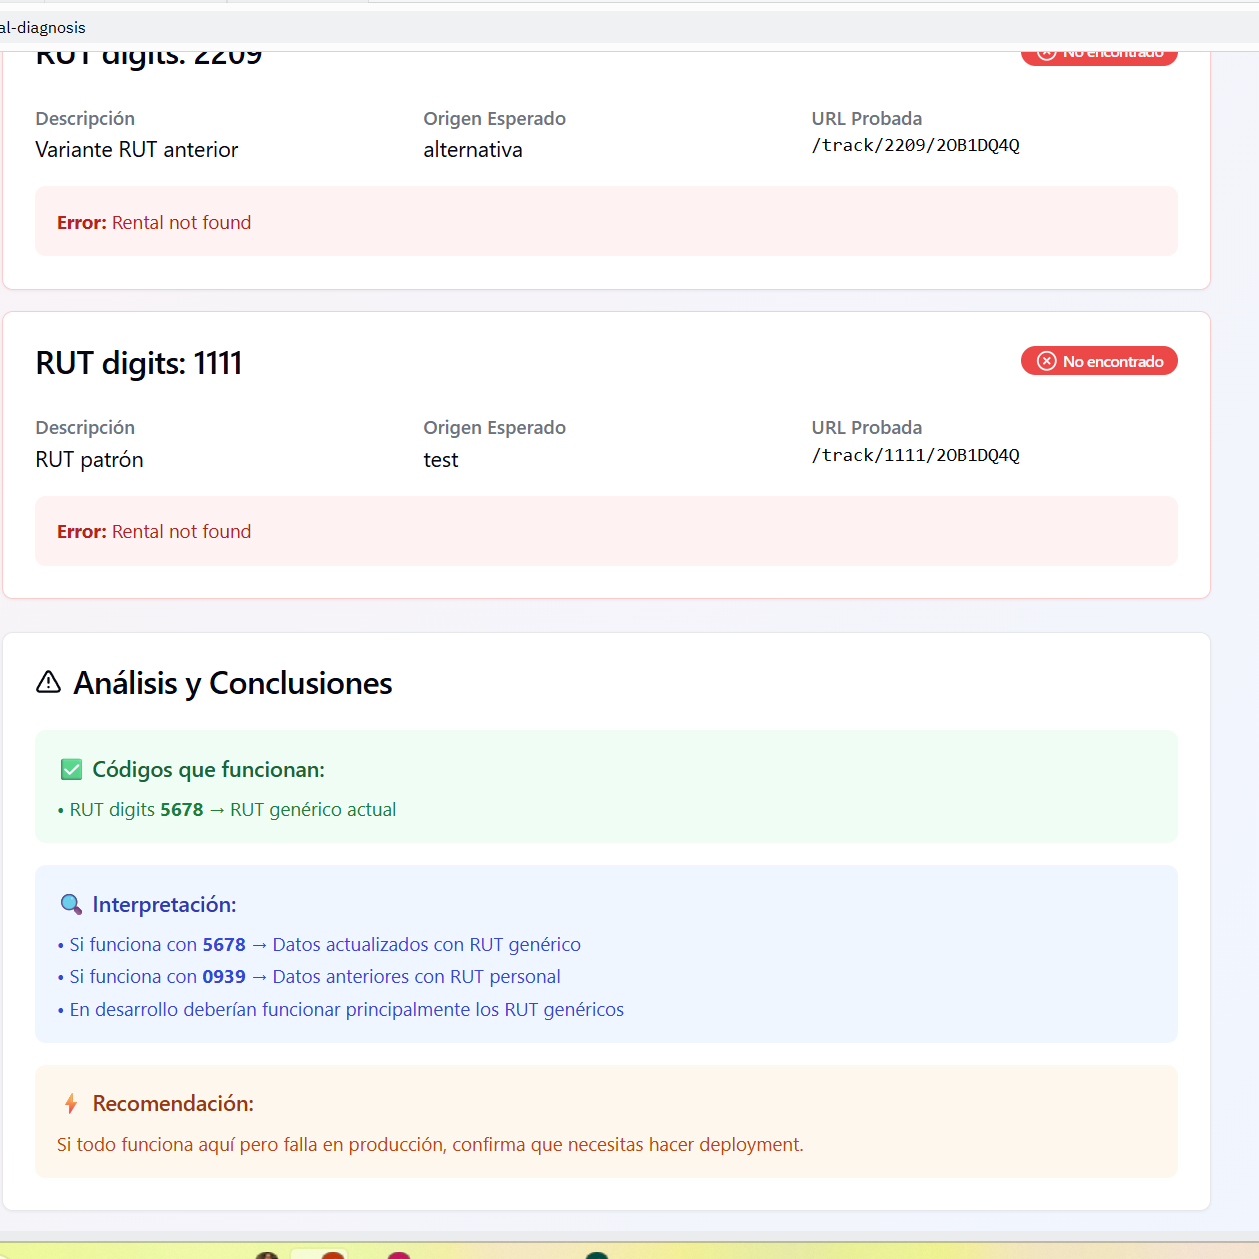 al-diagnosis
RUT digits: 2209
No encontrado
Descripción
Origen Esperado
URL Probada
Variante RUT anterior
alternativa
/track/2209/2OB1DQ4Q
Error: Rental not found
RUT digits: 1111
No encontrado
Descripción
Origen Esperado
URL Probada
RUT patrón
test
/track/1111/2OB1DQ4Q
Error: Rental not found
Análisis y Conclusiones
Códigos que funcionan:
• RUT digits 5678 → RUT genérico actual
Interpretación:
• Si funciona con 5678 → Datos actualizados con RUT genérico
• Si funciona con 0939 → Datos anteriores con RUT personal
• En desarrollo deberían funcionar principalmente los RUT genéricos
Recomendación:
Si todo funciona aquí pero falla en producción, confirma que necesitas hacer deployment.